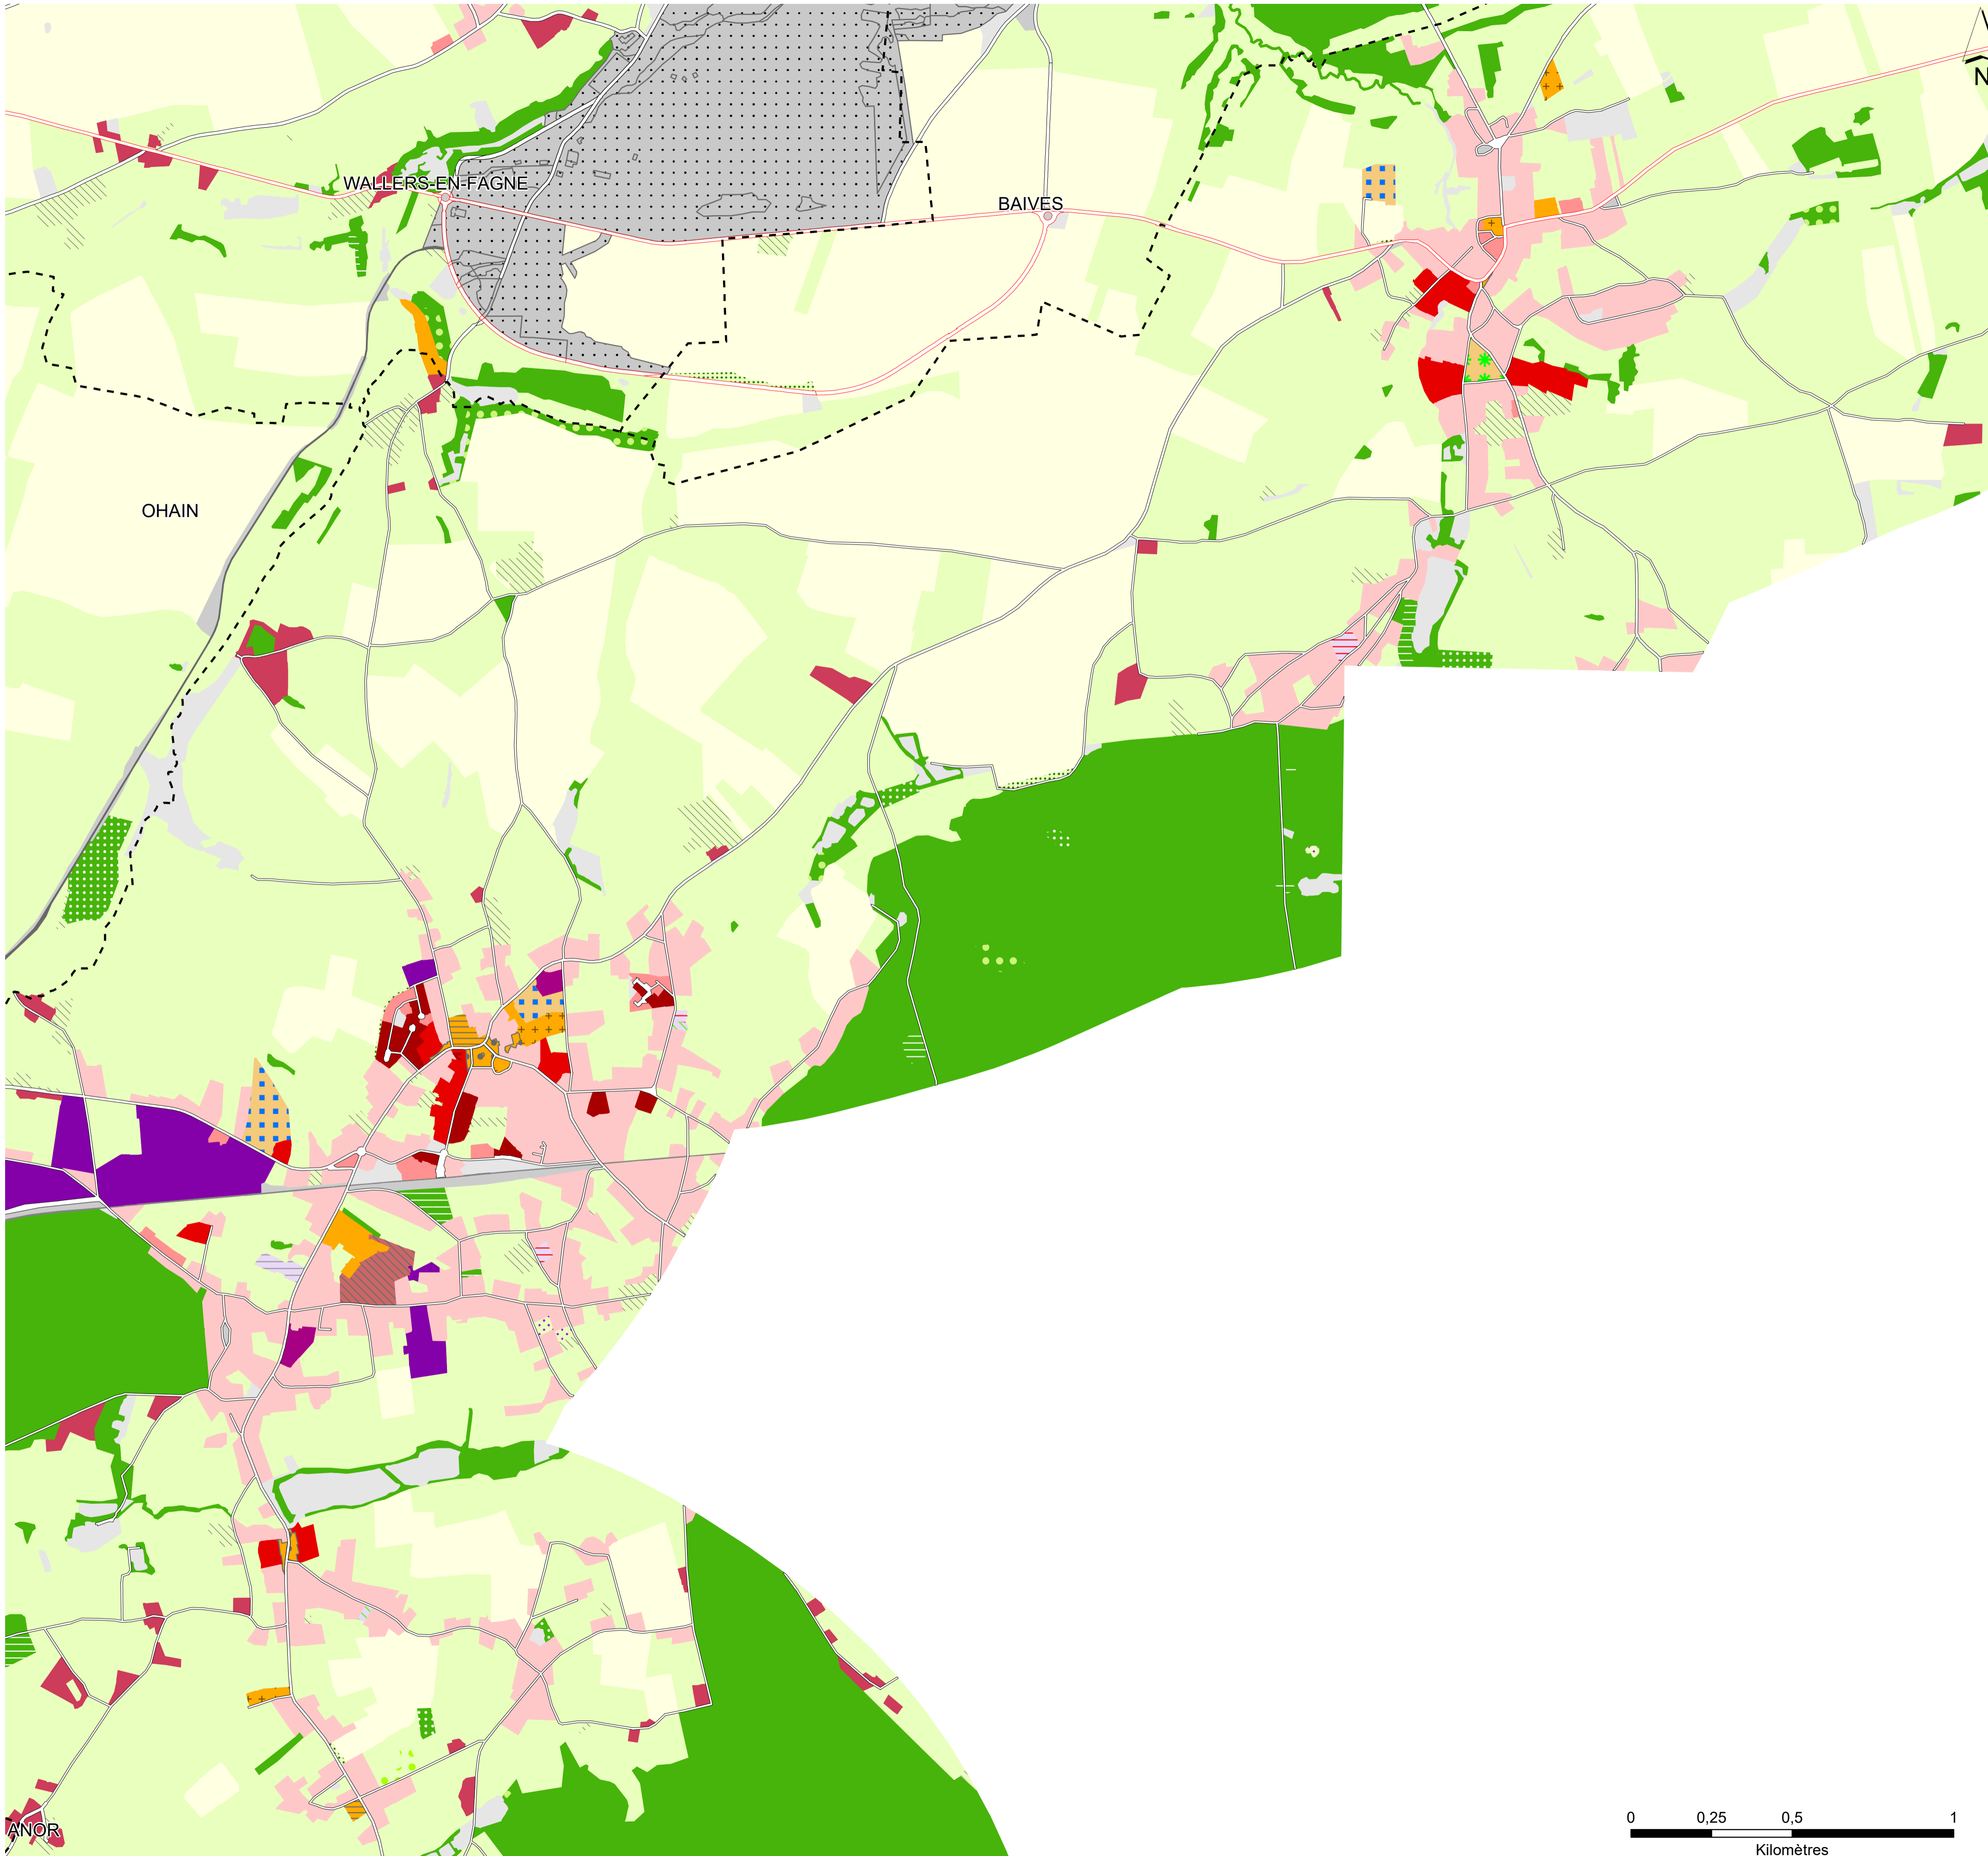 N
WALLERS-EN-FAGNE
BAIVES
OHAIN
ANOR
0 0,25 0,5 1
Kilomètres